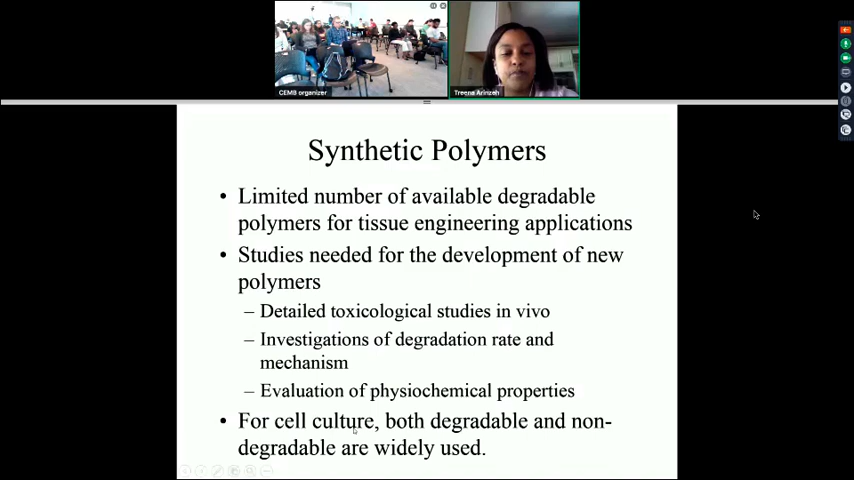 CEMB organizer
Treena Arinzeh
Synthetic Polymers
• Limited number of available degradable
polymers for tissue engineering applications
• Studies needed for the development of new
polymers
– Detailed toxicological studies in vivo
– Investigations of degradation rate and
mechanism
– Evaluation of physiochemical properties
• For cell culture, both degradable and non-
degradable are widely used.